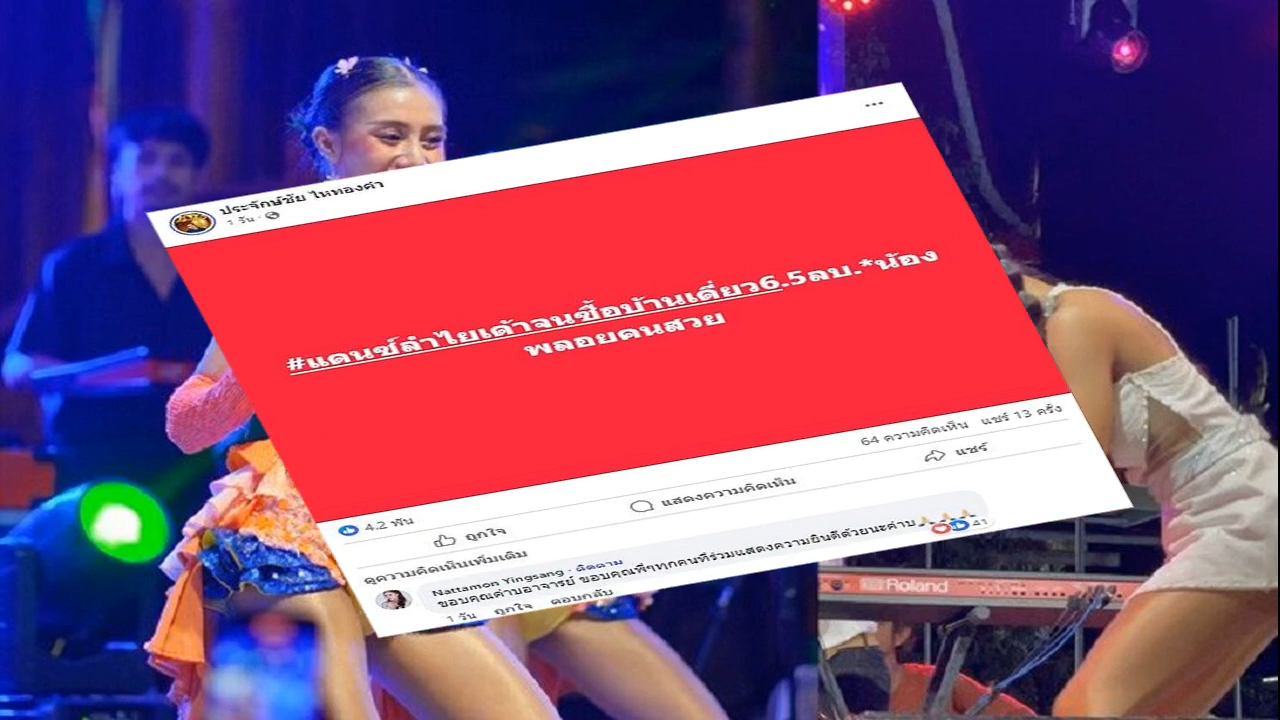 ประจักษ์ชัย ไหทองคำ
1 วัน ·
#แดนซ์ลำไยเต้าจนซื้อบ้านเดี่ยว6.5ลบ.*น้อง
พลอยคนสวย
4.2 พัน
64 ความคิดเห็น แชร์ 13 ครั้ง
ถูกใจ
แสดงความคิดเห็น
แชร์
ดูความคิดเห็นเพิ่มเติม
Nattamon Yingsang · ติดตาม
ขอบคุณค่าบอาจารย์ ขอบคุณพี่ๆทุกคนที่ร่วมแสดงความยินดีด้วยนะค่าบ🙏🙏🙏🙏
41
1 วัน ถูกใจ ตอบกลับ
Roland